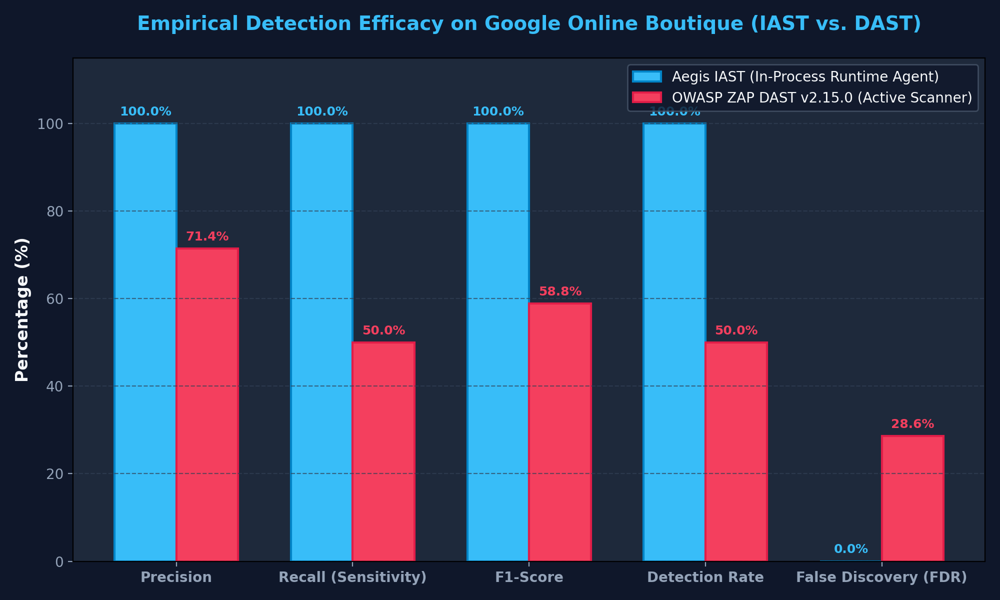 Empirical Detection Efficacy on Google Online Boutique (IAST vs. DAST)
Aegis IAST (In-Process Runtime Agent)
OWASP ZAP DAST v2.15.0 (Active Scanner)
Percentage (%)
100
80
60
40
20
0
100.0%
71.4%
100.0%
50.0%
100.0%
58.8%
100.0%
50.0%
0.0%
28.6%
Precision
Recall (Sensitivity)
F1-Score
Detection Rate
False Discovery (FDR)